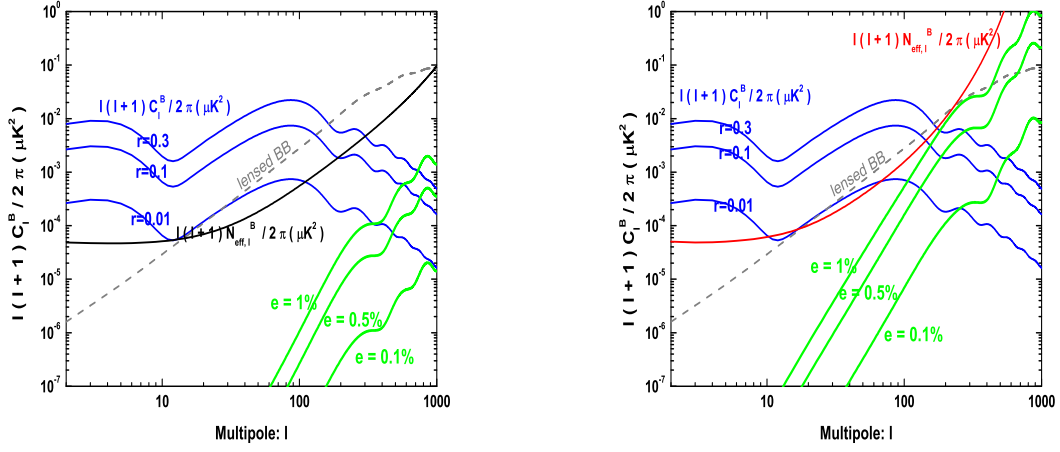 l ( l + 1 ) C_l^B / 2 π ( μK^2 )
10^0
10^-1
10^-2
10^-3
10^-4
10^-5
10^-6
10^-7
l ( l + 1 ) C_l^B / 2 π ( μK^2 )
r=0.3
r=0.1
r=0.01
lensed BB
l ( l + 1 ) N_eff, l^B / 2 π ( μK^2 )
e = 1%
e = 0.5%
e = 0.1%
10
100
1000
Multipole: l
l ( l + 1 ) C_l^B / 2 π ( μK^2 )
10^0
10^-1
10^-2
10^-3
10^-4
10^-5
10^-6
10^-7
l ( l + 1 ) N_eff, l^B / 2 π ( μK^2 )
l ( l + 1 ) C_l^B / 2 π ( μK^2 )
r=0.3
r=0.1
r=0.01
lensed BB
e = 1%
e = 0.5%
e = 0.1%
10
100
1000
Multipole: l